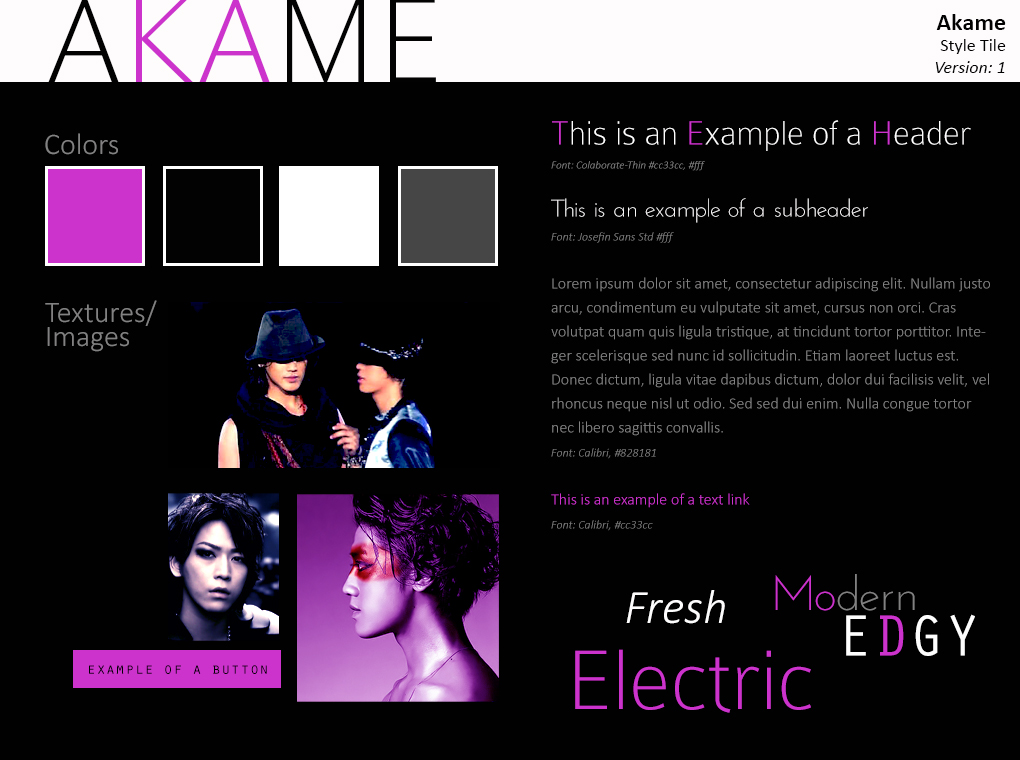 AKAME
Akame
Style Tile
Version: 1
Colors
Textures/
Images
EXAMPLE OF A BUTTON
This is an Example of a Header
Font: Colaborate-Thin #cc33cc, #fff
This is an example of a subheader
Font: Josefin Sans Std #fff
Lorem ipsum dolor sit amet, consectetur adipiscing elit. Nullam justo
arcu, condimentum eu vulputate sit amet, cursus non orci. Cras
volutpat quam quis ligula tristique, at tincidunt tortor porttitor. Inte-
ger scelerisque sed nunc id sollicitudin. Etiam laoreet luctus est.
Donec dictum, ligula vitae dapibus dictum, dolor dui facilisis velit, vel
rhoncus neque nisl ut odio. Sed sed dui enim. Nulla congue tortor
nec libero sagittis convallis.
Font: Calibri, #828181
This is an example of a text link
Font: Calibri, #cc33cc
Fresh
Modern
EDGY
Electric